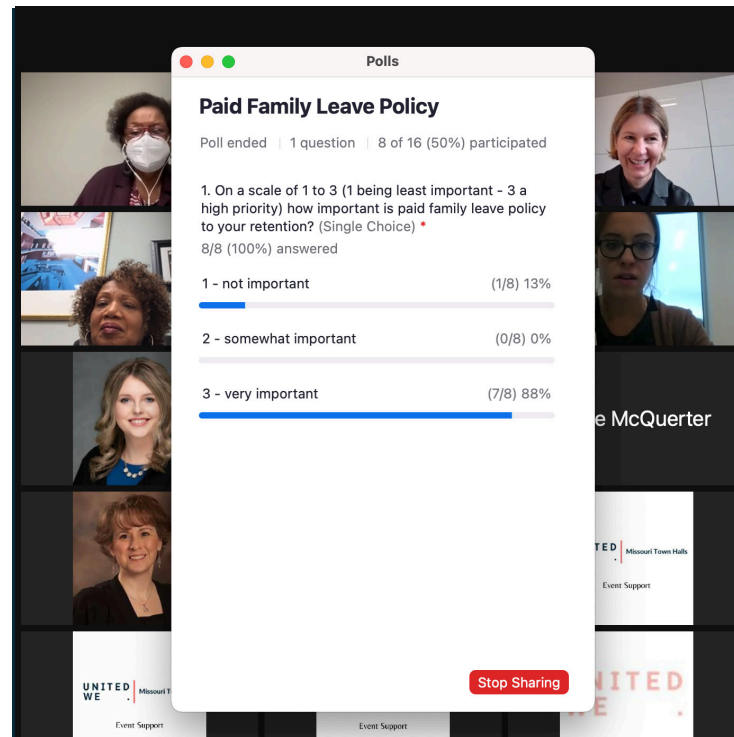 Polls
Paid Family Leave Policy
Poll ended | 1 question | 8 of 16 (50%) participated
1. On a scale of 1 to 3 (1 being least important - 3 a
high priority) how important is paid family leave policy
to your retention? (Single Choice) *
8/8 (100%) answered
1 - not important (1/8) 13%
2 - somewhat important (0/8) 0%
3 - very important (7/8) 88%
e McQuerter
TED Missouri Town Halls
.
Event Support
Stop Sharing
UNITED
WE . Missouri T
Event Support
Event Support
NITED
E .